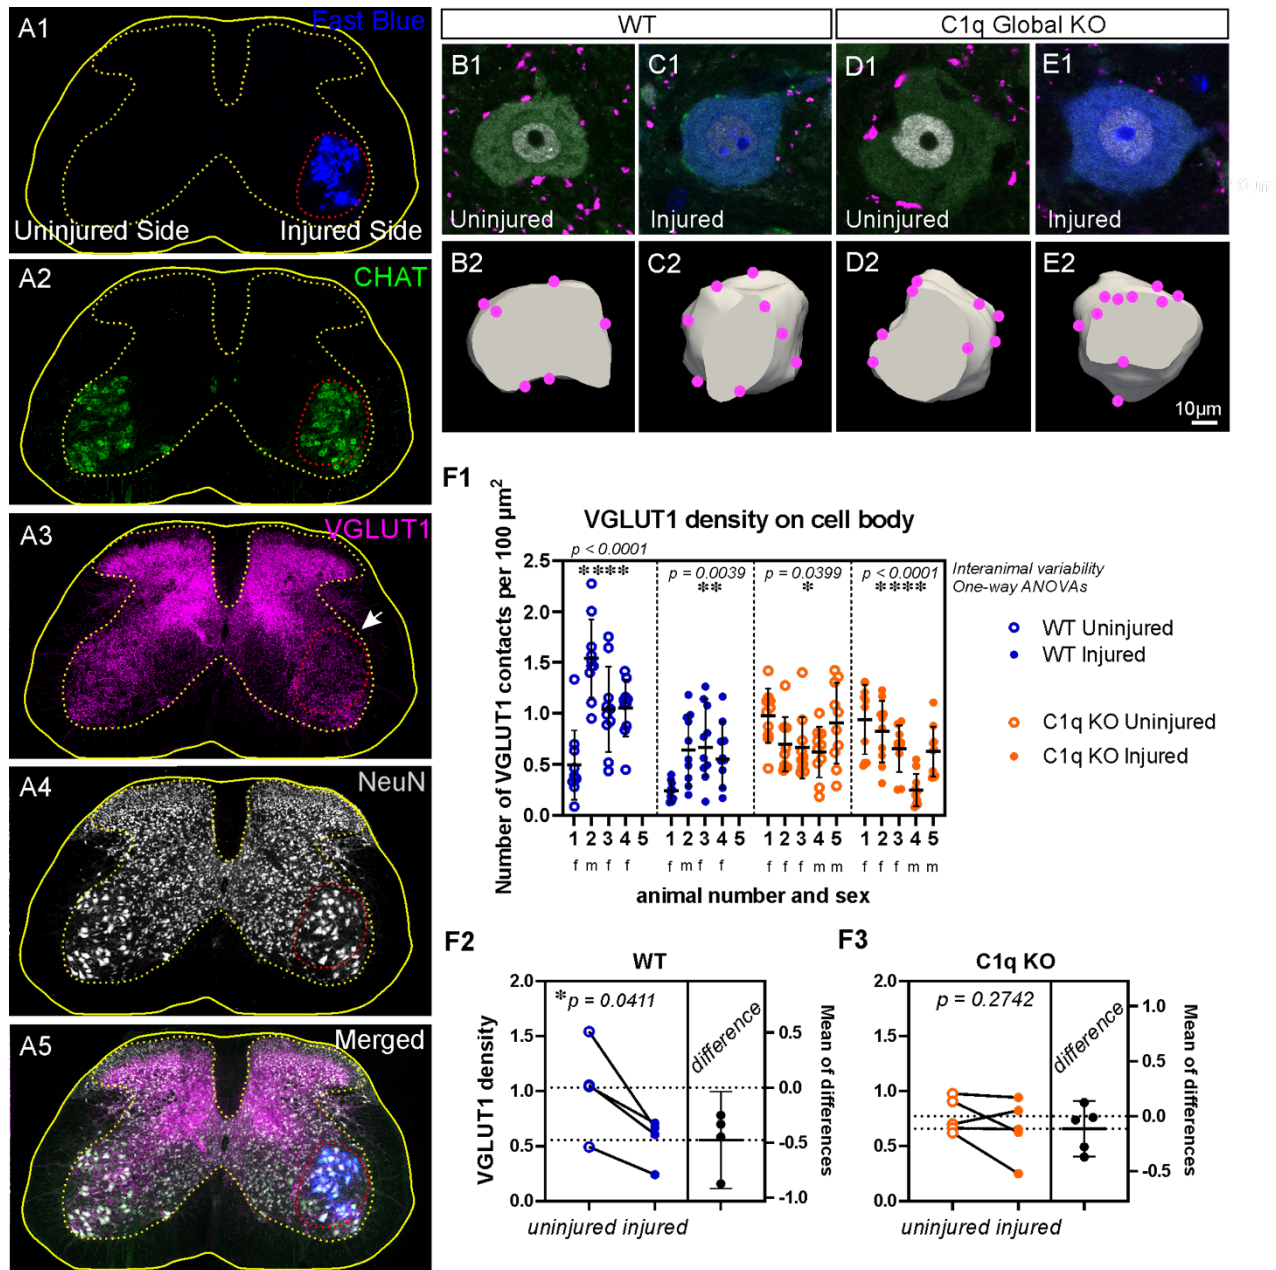 A1
Fast Blue
Uninjured Side
Injured Side
A2
CHAT
A3
VGLUT1
A4
NeuN
A5
Merged
WT
C1q Global KO
B1
Uninjured
C1
Injured
D1
Uninjured
E1
Injured
B2
C2
D2
E2
10µm
F1
VGLUT1 density on cell body
Number of VGLUT1 contacts per 100 µm²
2.5
2.0
1.5
1.0
0.5
0.0
p < 0.0001
****
p = 0.0039
**
p = 0.0399
*
p < 0.0001
****
Interanimal variability
One-way ANOVAs
WT Uninjured
WT Injured
C1q KO Uninjured
C1q KO Injured
1 2 3 4 5 1 2 3 4 5 1 2 3 4 5 1 2 3 4 5
f m f f f m f f f f f m m f f f m m
animal number and sex
F2
WT
VGLUT1 density
2.0
1.5
1.0
0.5
0.0
* p = 0.0411
difference
0.5
0.0
-0.5
-1.0
Mean of differences
uninjured injured
F3
C1q KO
2.0
1.5
1.0
0.5
0.0
p = 0.2742
difference
1.0
0.5
0.0
-0.5
Mean of differences
uninjured injured